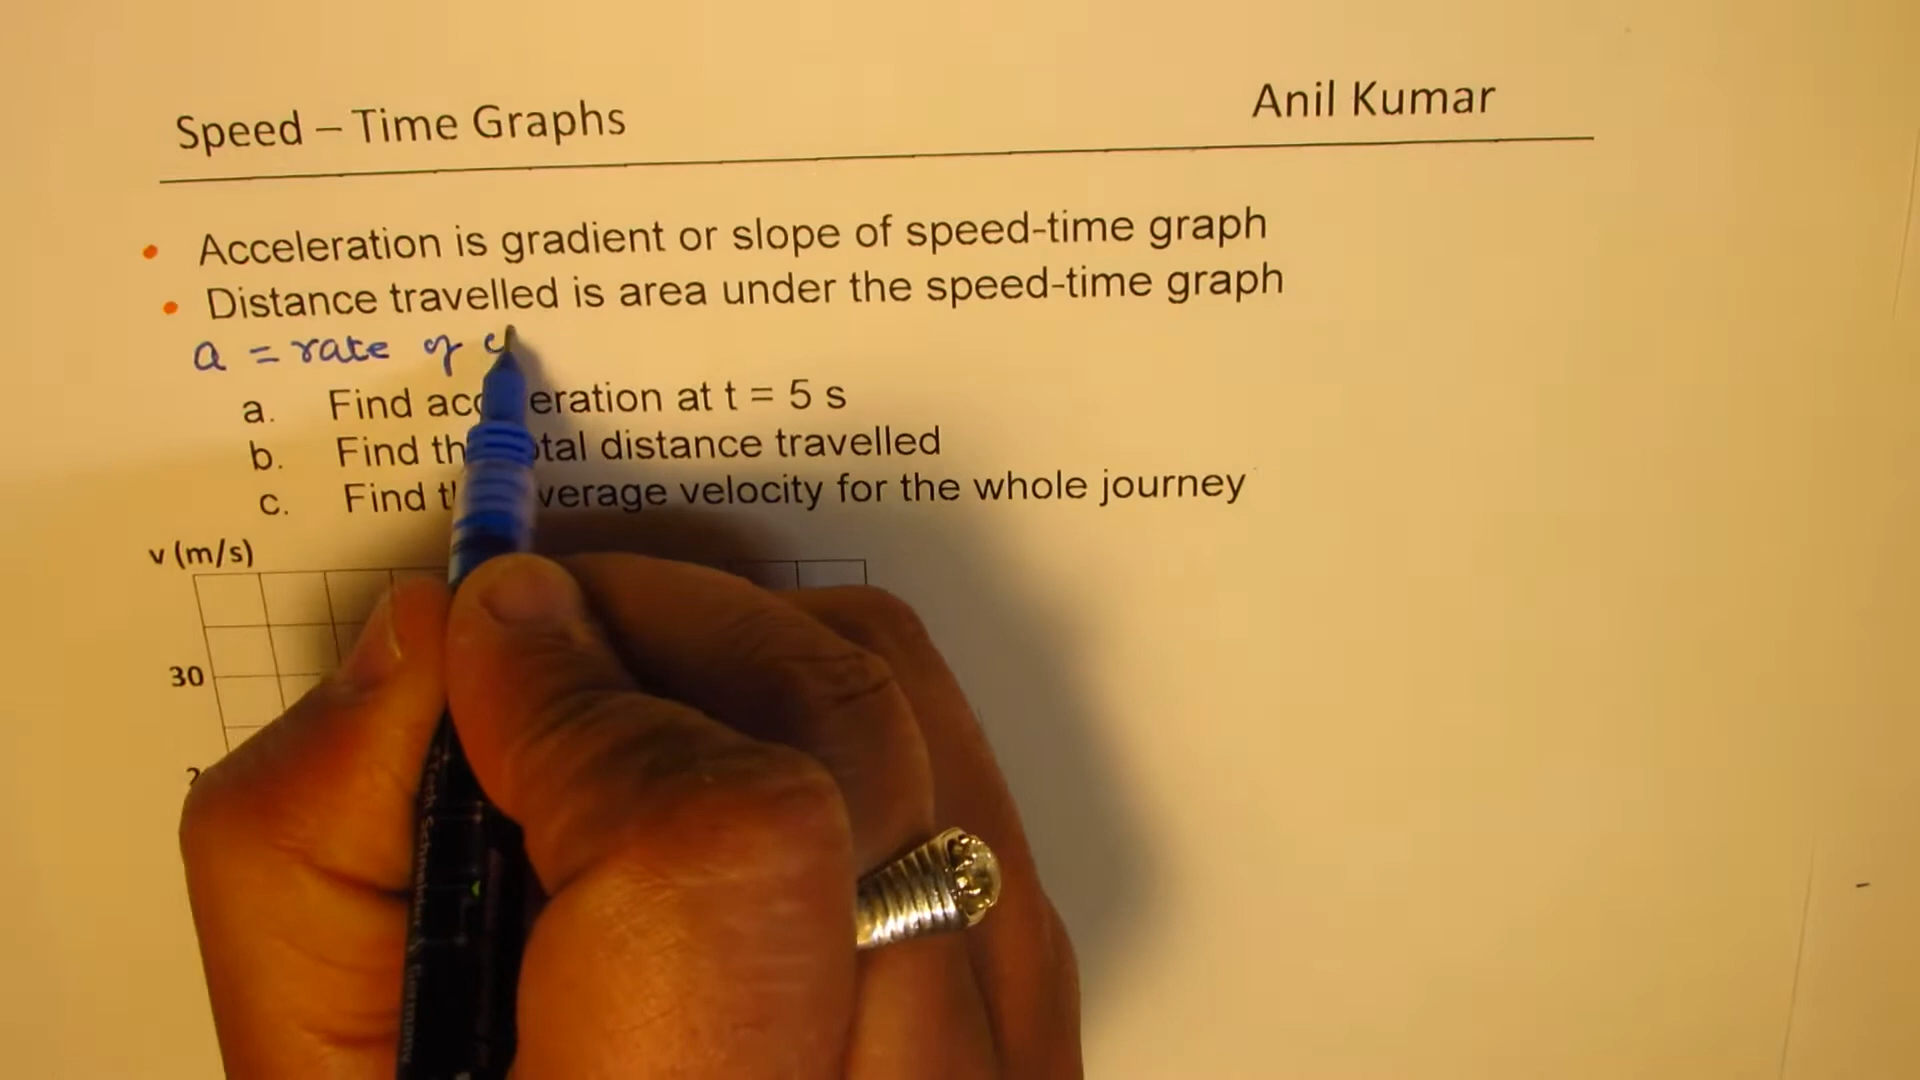 Speed – Time Graphs
Anil Kumar
• Acceleration is gradient or slope of speed-time graph
• Distance travelled is area under the speed-time graph
a = rate of c
a. Find acc eration at t = 5 s
b. Find th tal distance travelled
c. Find t verage velocity for the whole journey
v (m/s)
30
2